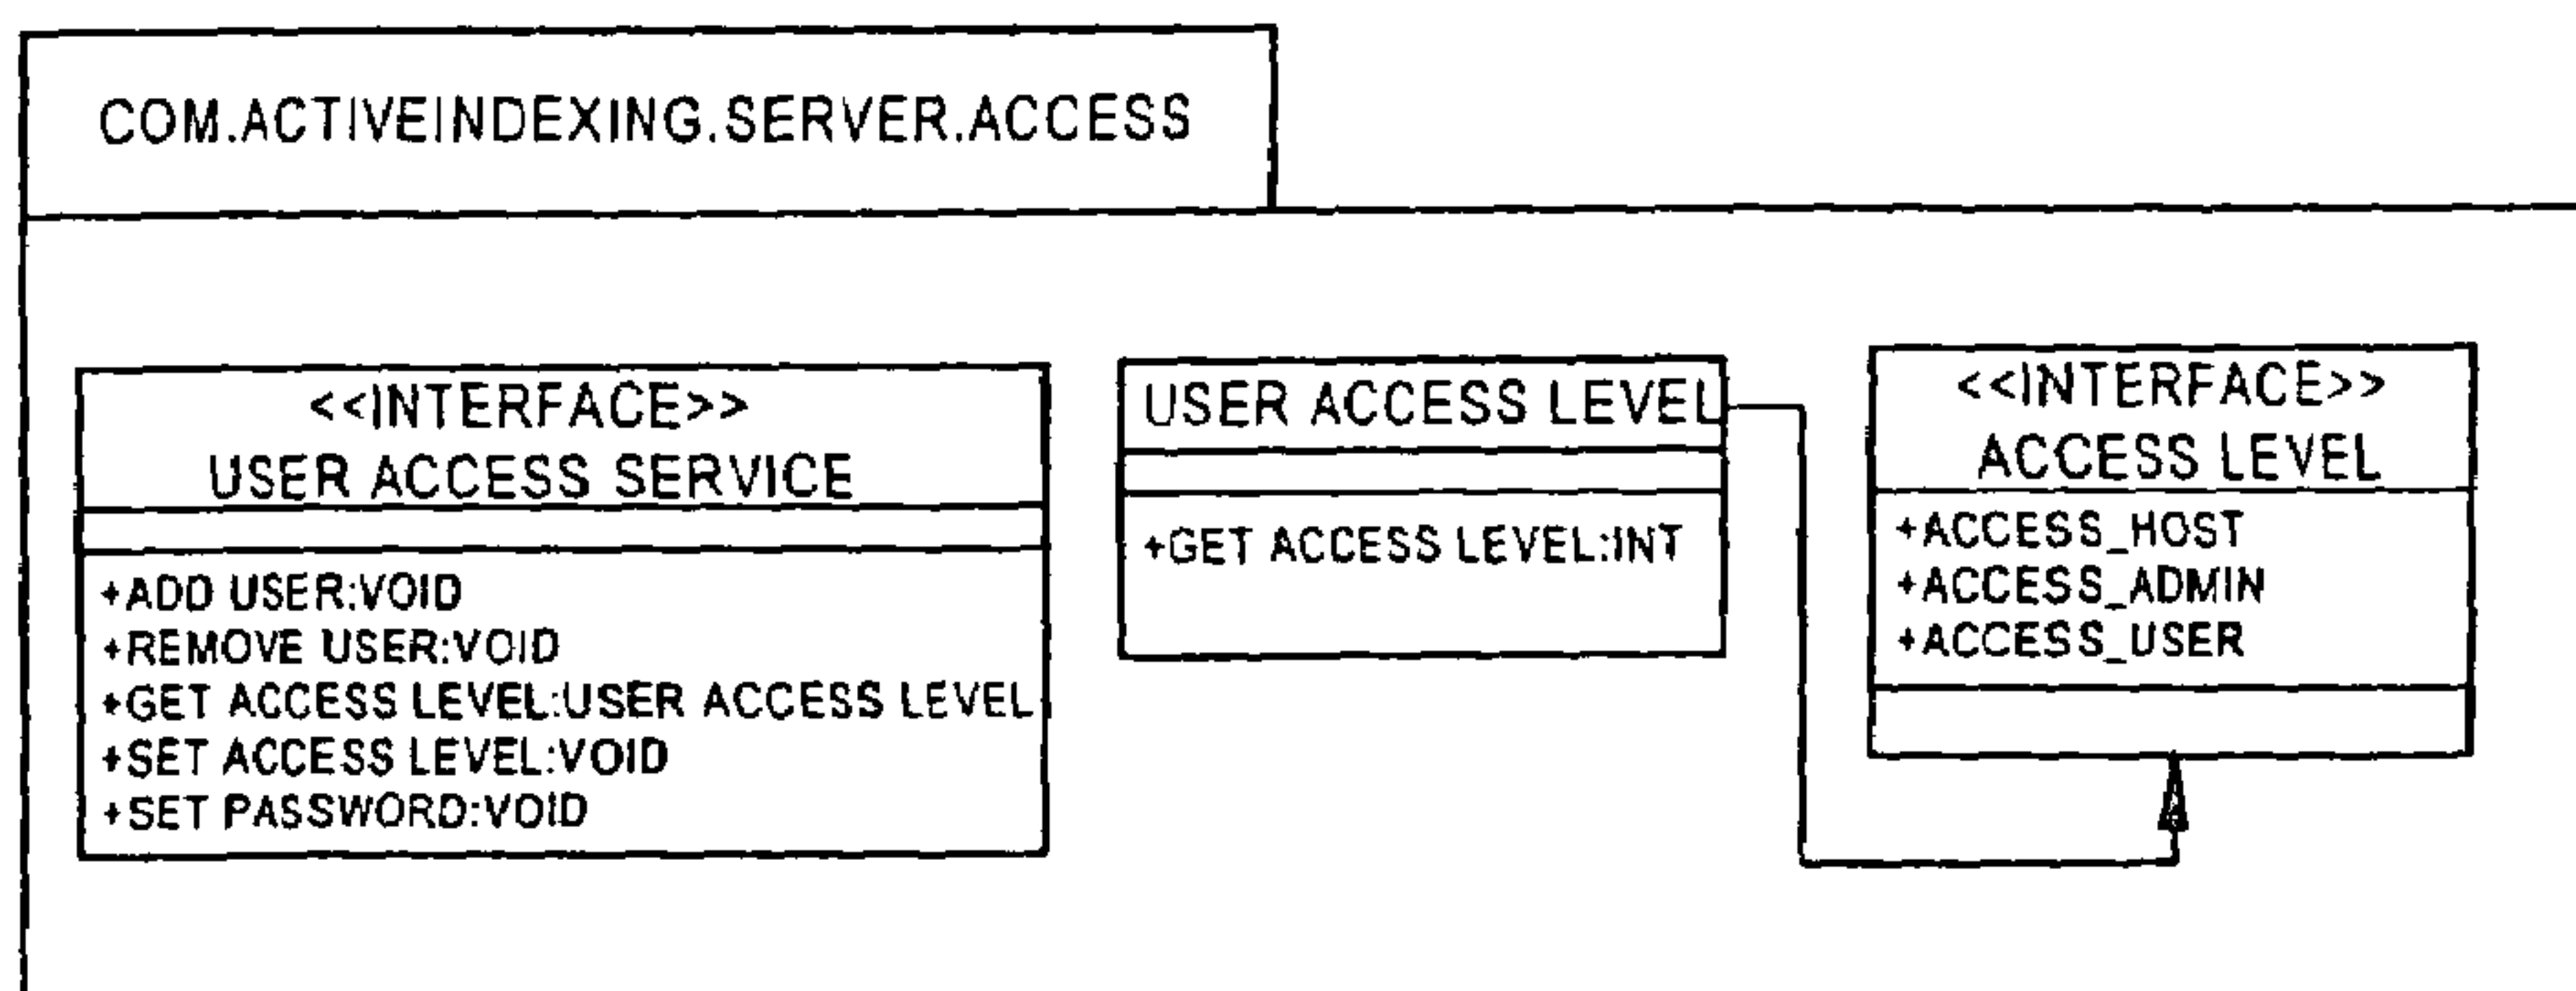 COM.ACTIVEINDEXING.SERVER.ACCESS
<<INTERFACE>>
USER ACCESS SERVICE
+ADD USER:VOID
+REMOVE USER:VOID
+GET ACCESS LEVEL:USER ACCESS LEVEL
+SET ACCESS LEVEL:VOID
+SET PASSWORD:VOID
USER ACCESS LEVEL
+GET ACCESS LEVEL:INT
<<INTERFACE>>
ACCESS LEVEL
+ACCESS_HOST
+ACCESS_ADMIN
+ACCESS_USER